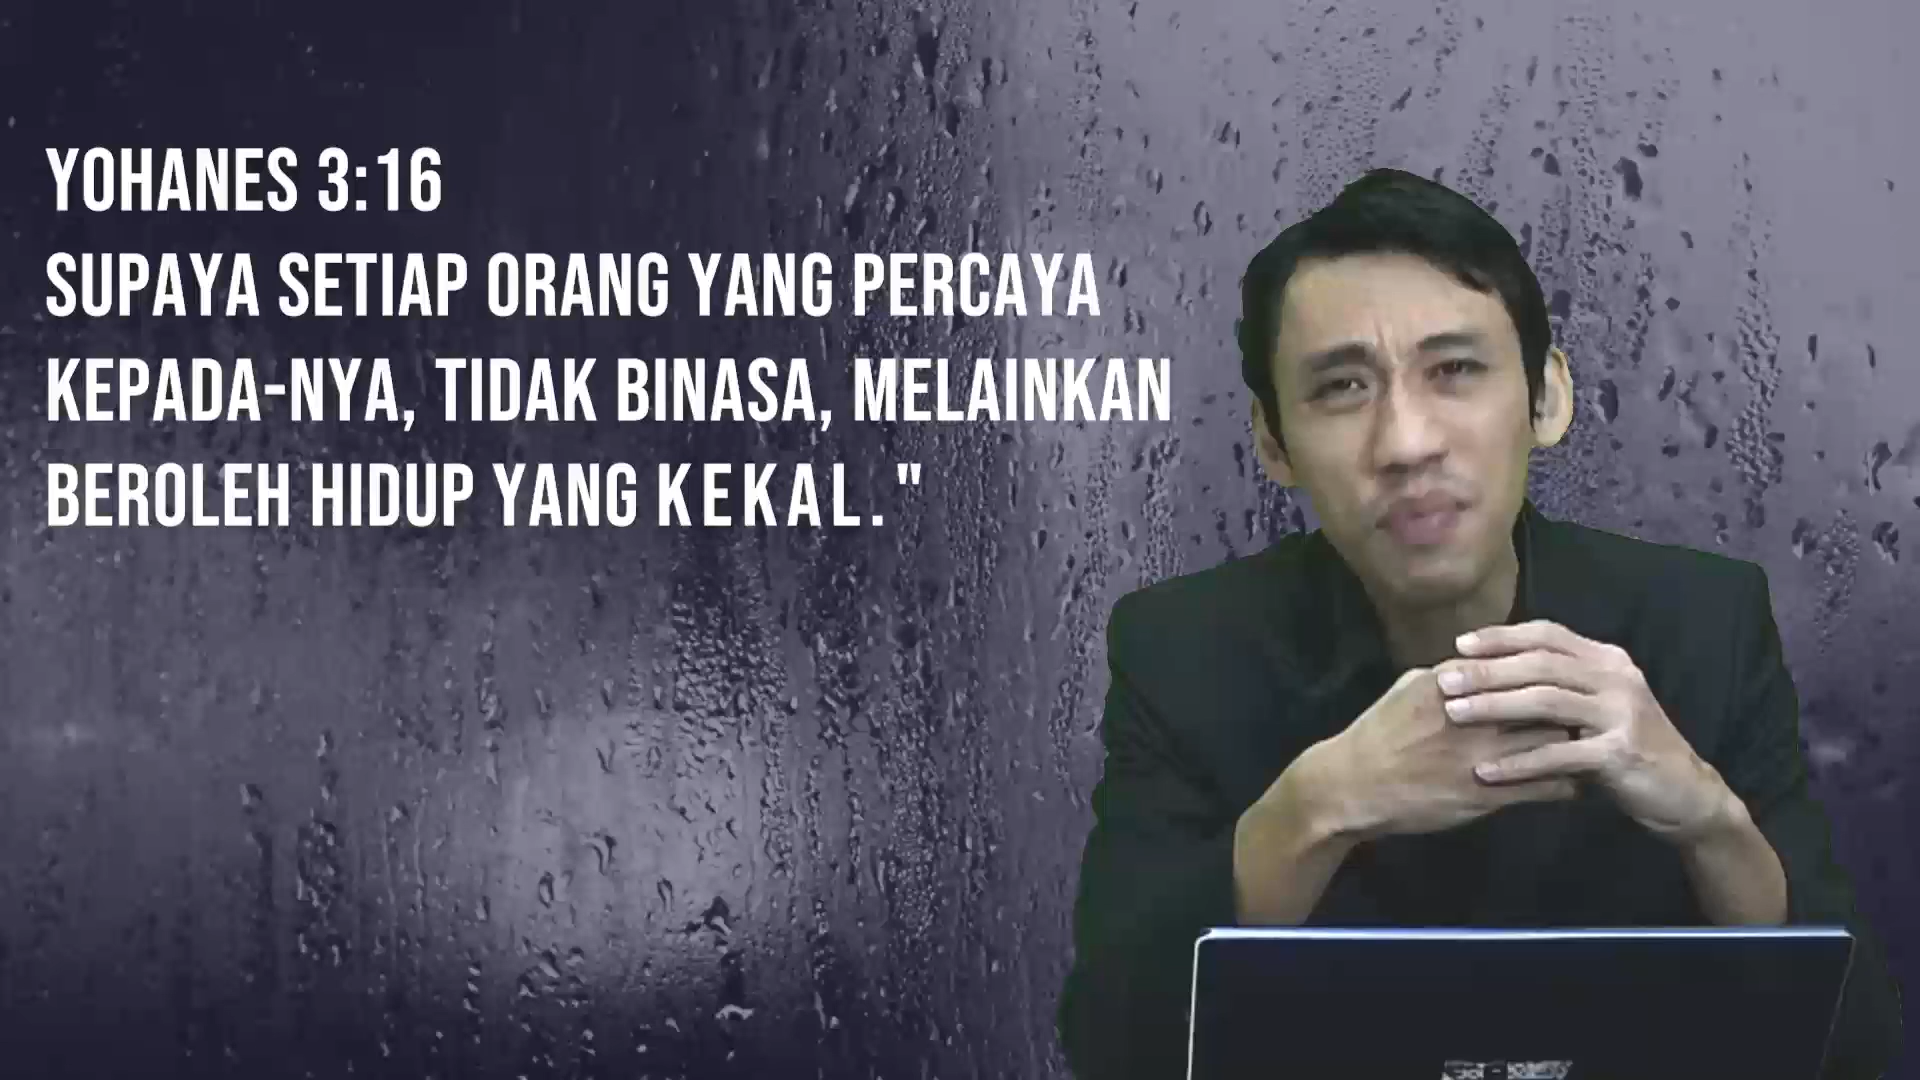 YOHANES 3:16
SUPAYA SETIAP ORANG YANG PERCAYA
KEPADA-NYA, TIDAK BINASA, MELAINKAN
BEROLEH HIDUP YANG KEKAL. "